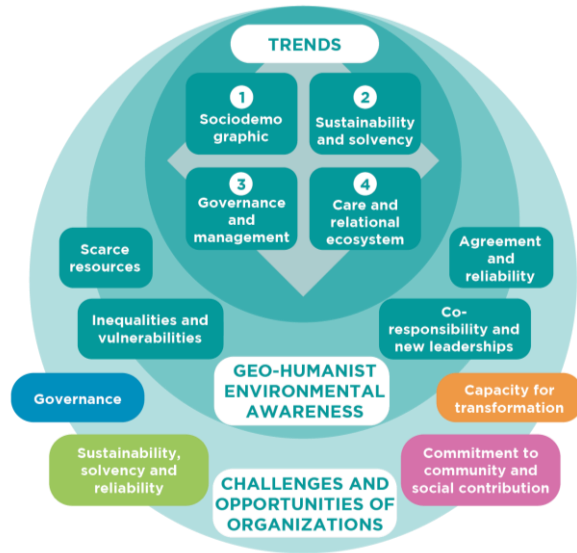 TRENDS
1
Sociodemo
graphic
2
Sustainability
and solvency
3
Governance
and
management
4
Care and
relational
ecosystem
Scarce
resources
Agreement
and
reliability
Inequalities and
vulnerabilities
Co-
responsibility and
new leaderships
GEO-HUMANIST
ENVIRONMENTAL
AWARENESS
Governance
Capacity for
transformation
Sustainability,
solvency and
reliability
Commitment to
community and
social contribution
CHALLENGES AND
OPPORTUNITIES OF
ORGANIZATIONS